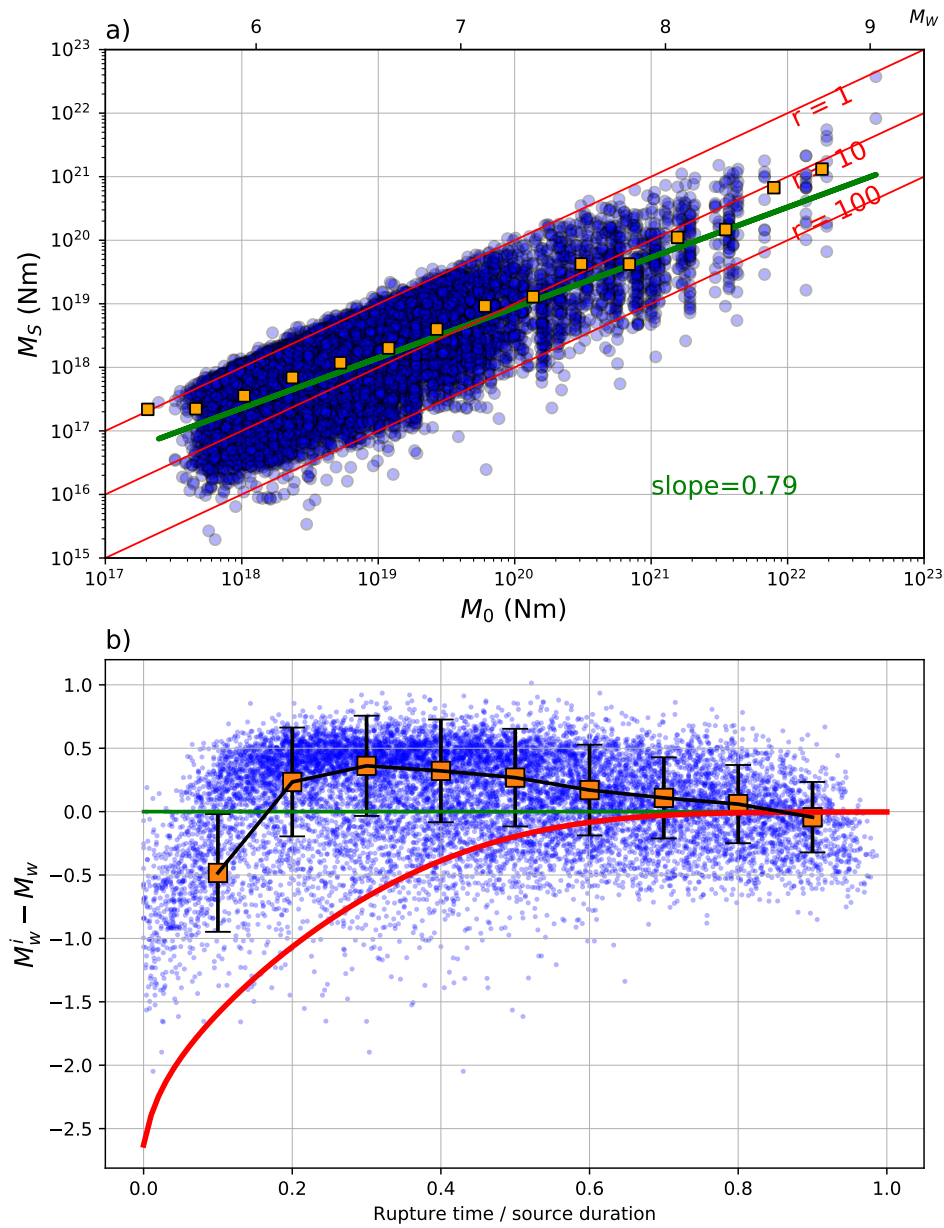 a)
6 7 8 9 M_W
10^23
10^22
10^21
10^20
10^19
10^18
10^17
10^16
10^15
M_S (Nm)
r = 1
r = 10
r = 100
slope=0.79
10^17 10^18 10^19 10^20 10^21 10^22 10^23
M_0 (Nm)
b)
1.0
0.5
0.0
−0.5
−1.0
−1.5
−2.0
−2.5
M_w^i − M_w
0.0 0.2 0.4 0.6 0.8 1.0
Rupture time / source duration